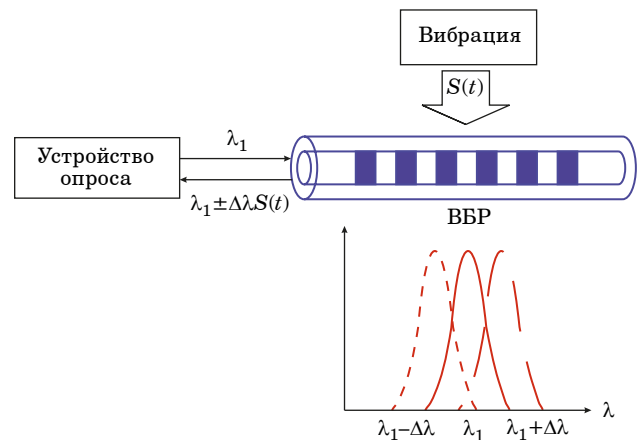 Вибрация
S(t)
λ₁
Устройство
опроса
λ₁±ΔλS(t)
ВБР
λ
λ₁−Δλ
λ₁
λ₁+Δλ